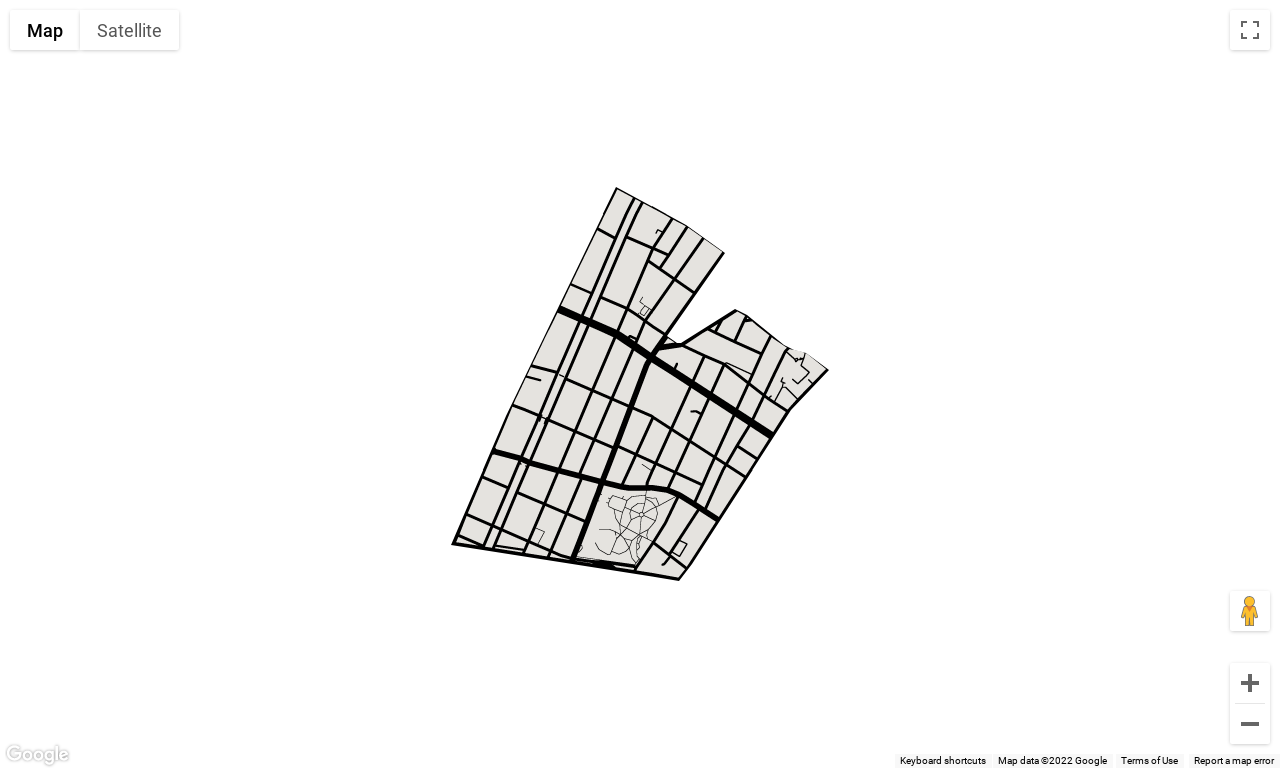 Map
Satellite
Google
Keyboard shortcuts
Map data ©2022 Google
Terms of Use
Report a map error